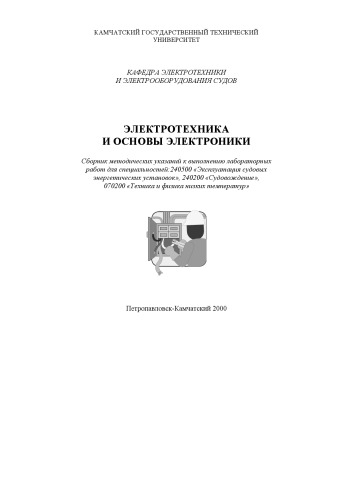 КАМЧАТСКИЙ ГОСУДАРСТВЕННЫЙ ТЕХНИЧЕСКИЙ
УНИВЕРСИТЕТ
КАФЕДРА ЭЛЕКТРОТЕХНИКИ
И ЭЛЕКТРООБОРУДОВАНИЯ СУДОВ
ЭЛЕКТРОТЕХНИКА
И ОСНОВЫ ЭЛЕКТРОНИКИ
Сборник методических указаний к выполнению лабораторных
работ для специальностей:240500 «Эксплуатация судовых
энергетических установок», 240200 «Судовождение»,
070200 «Техника и физика низких температур»
Петропавловск-Камчатский 2000